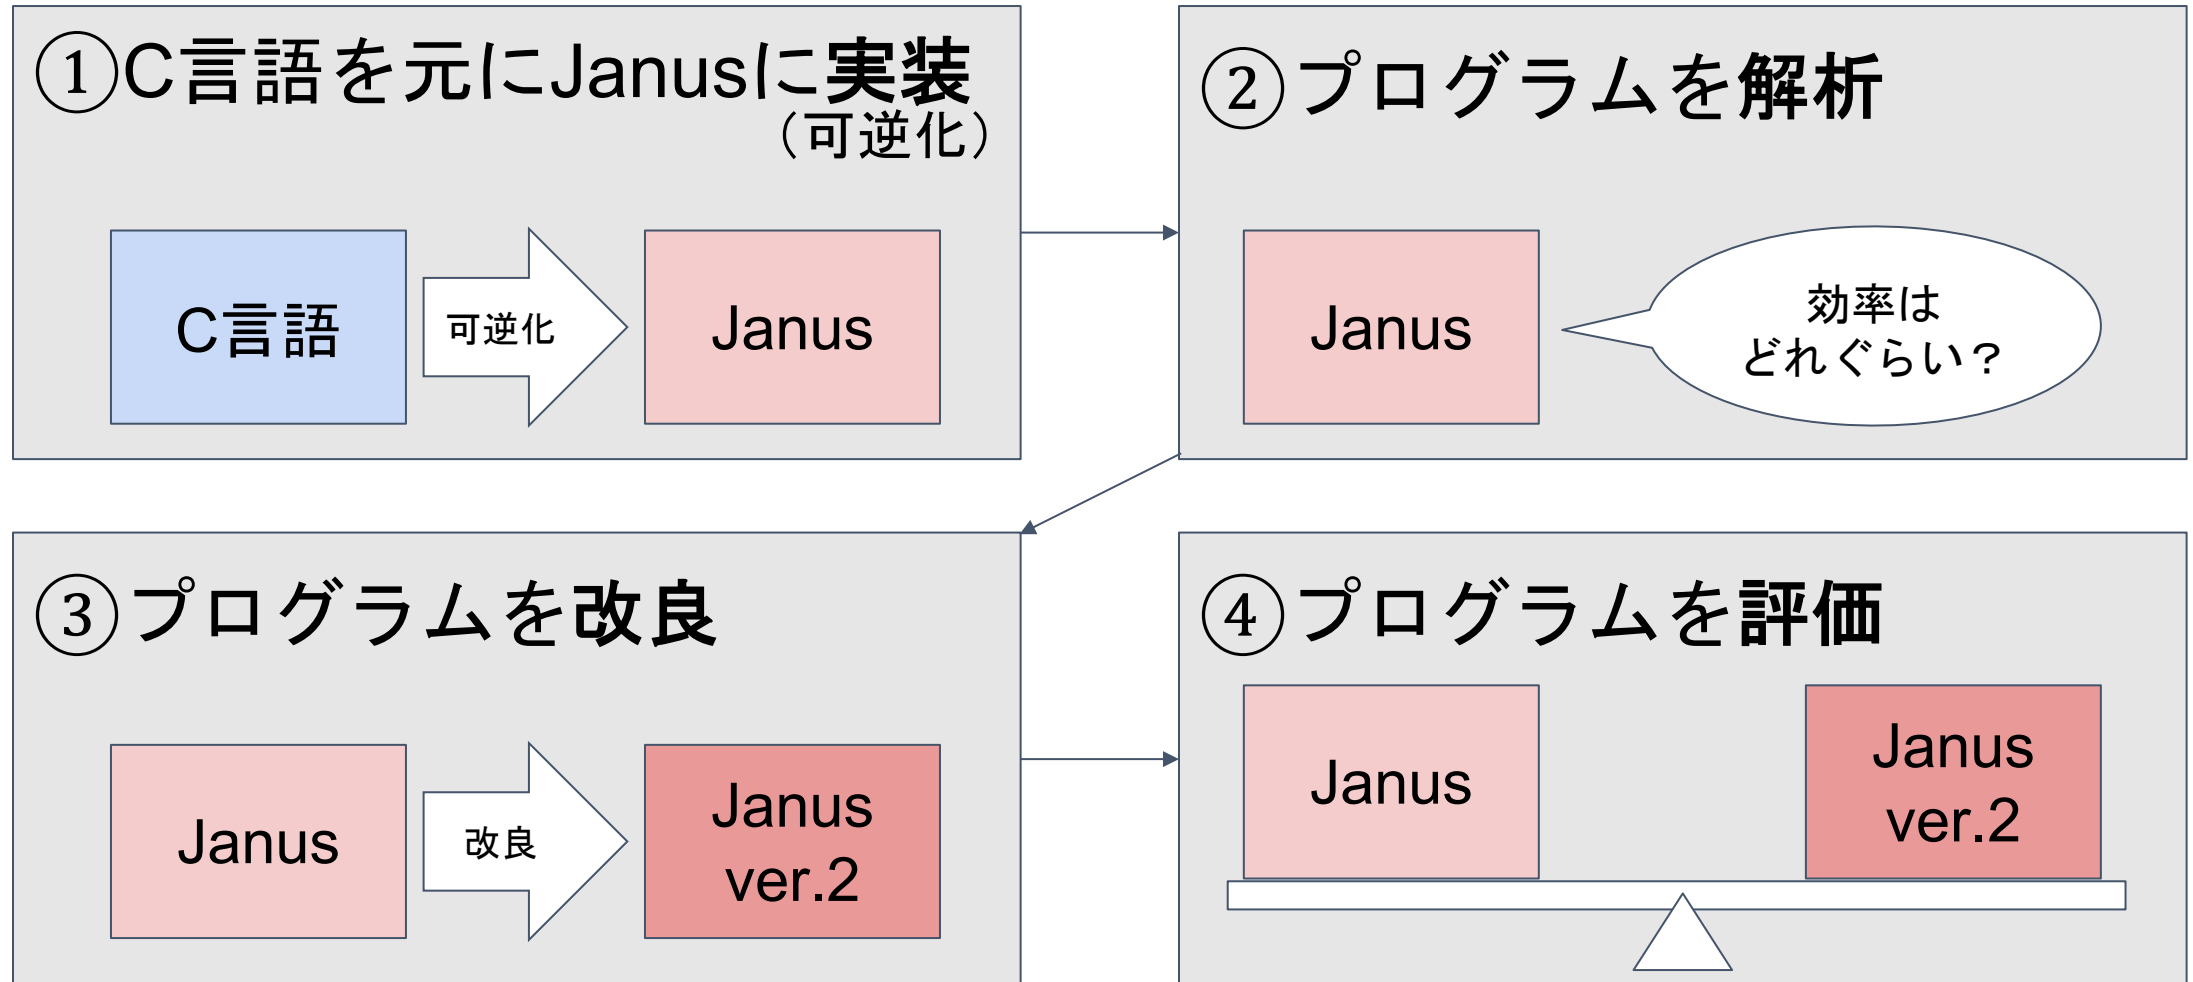 ①C言語を元にJanusに実装
（可逆化）
C言語
可逆化
Janus
②プログラムを解析
Janus
効率は
どれぐらい？
③プログラムを改良
Janus
改良
Janus
ver.2
④プログラムを評価
Janus
Janus
ver.2